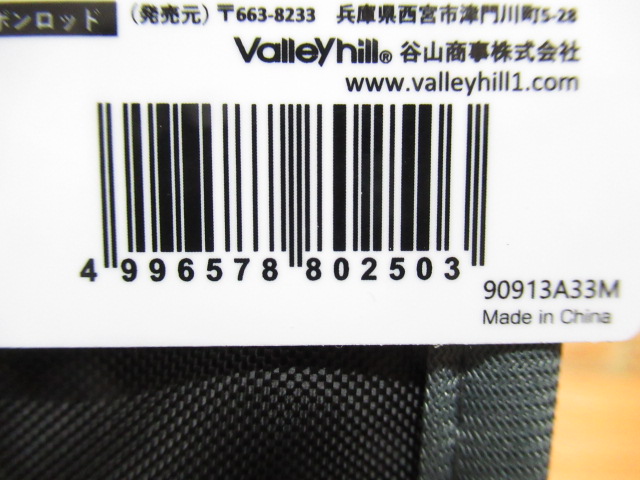 ボンロッド
(発売元) 〒663-8233 兵庫県西宮市津門川町5-28
Valleyhill® 谷山商事株式会社
www.valleyhill1.com
4 996578 802503
90913A33M
Made in China